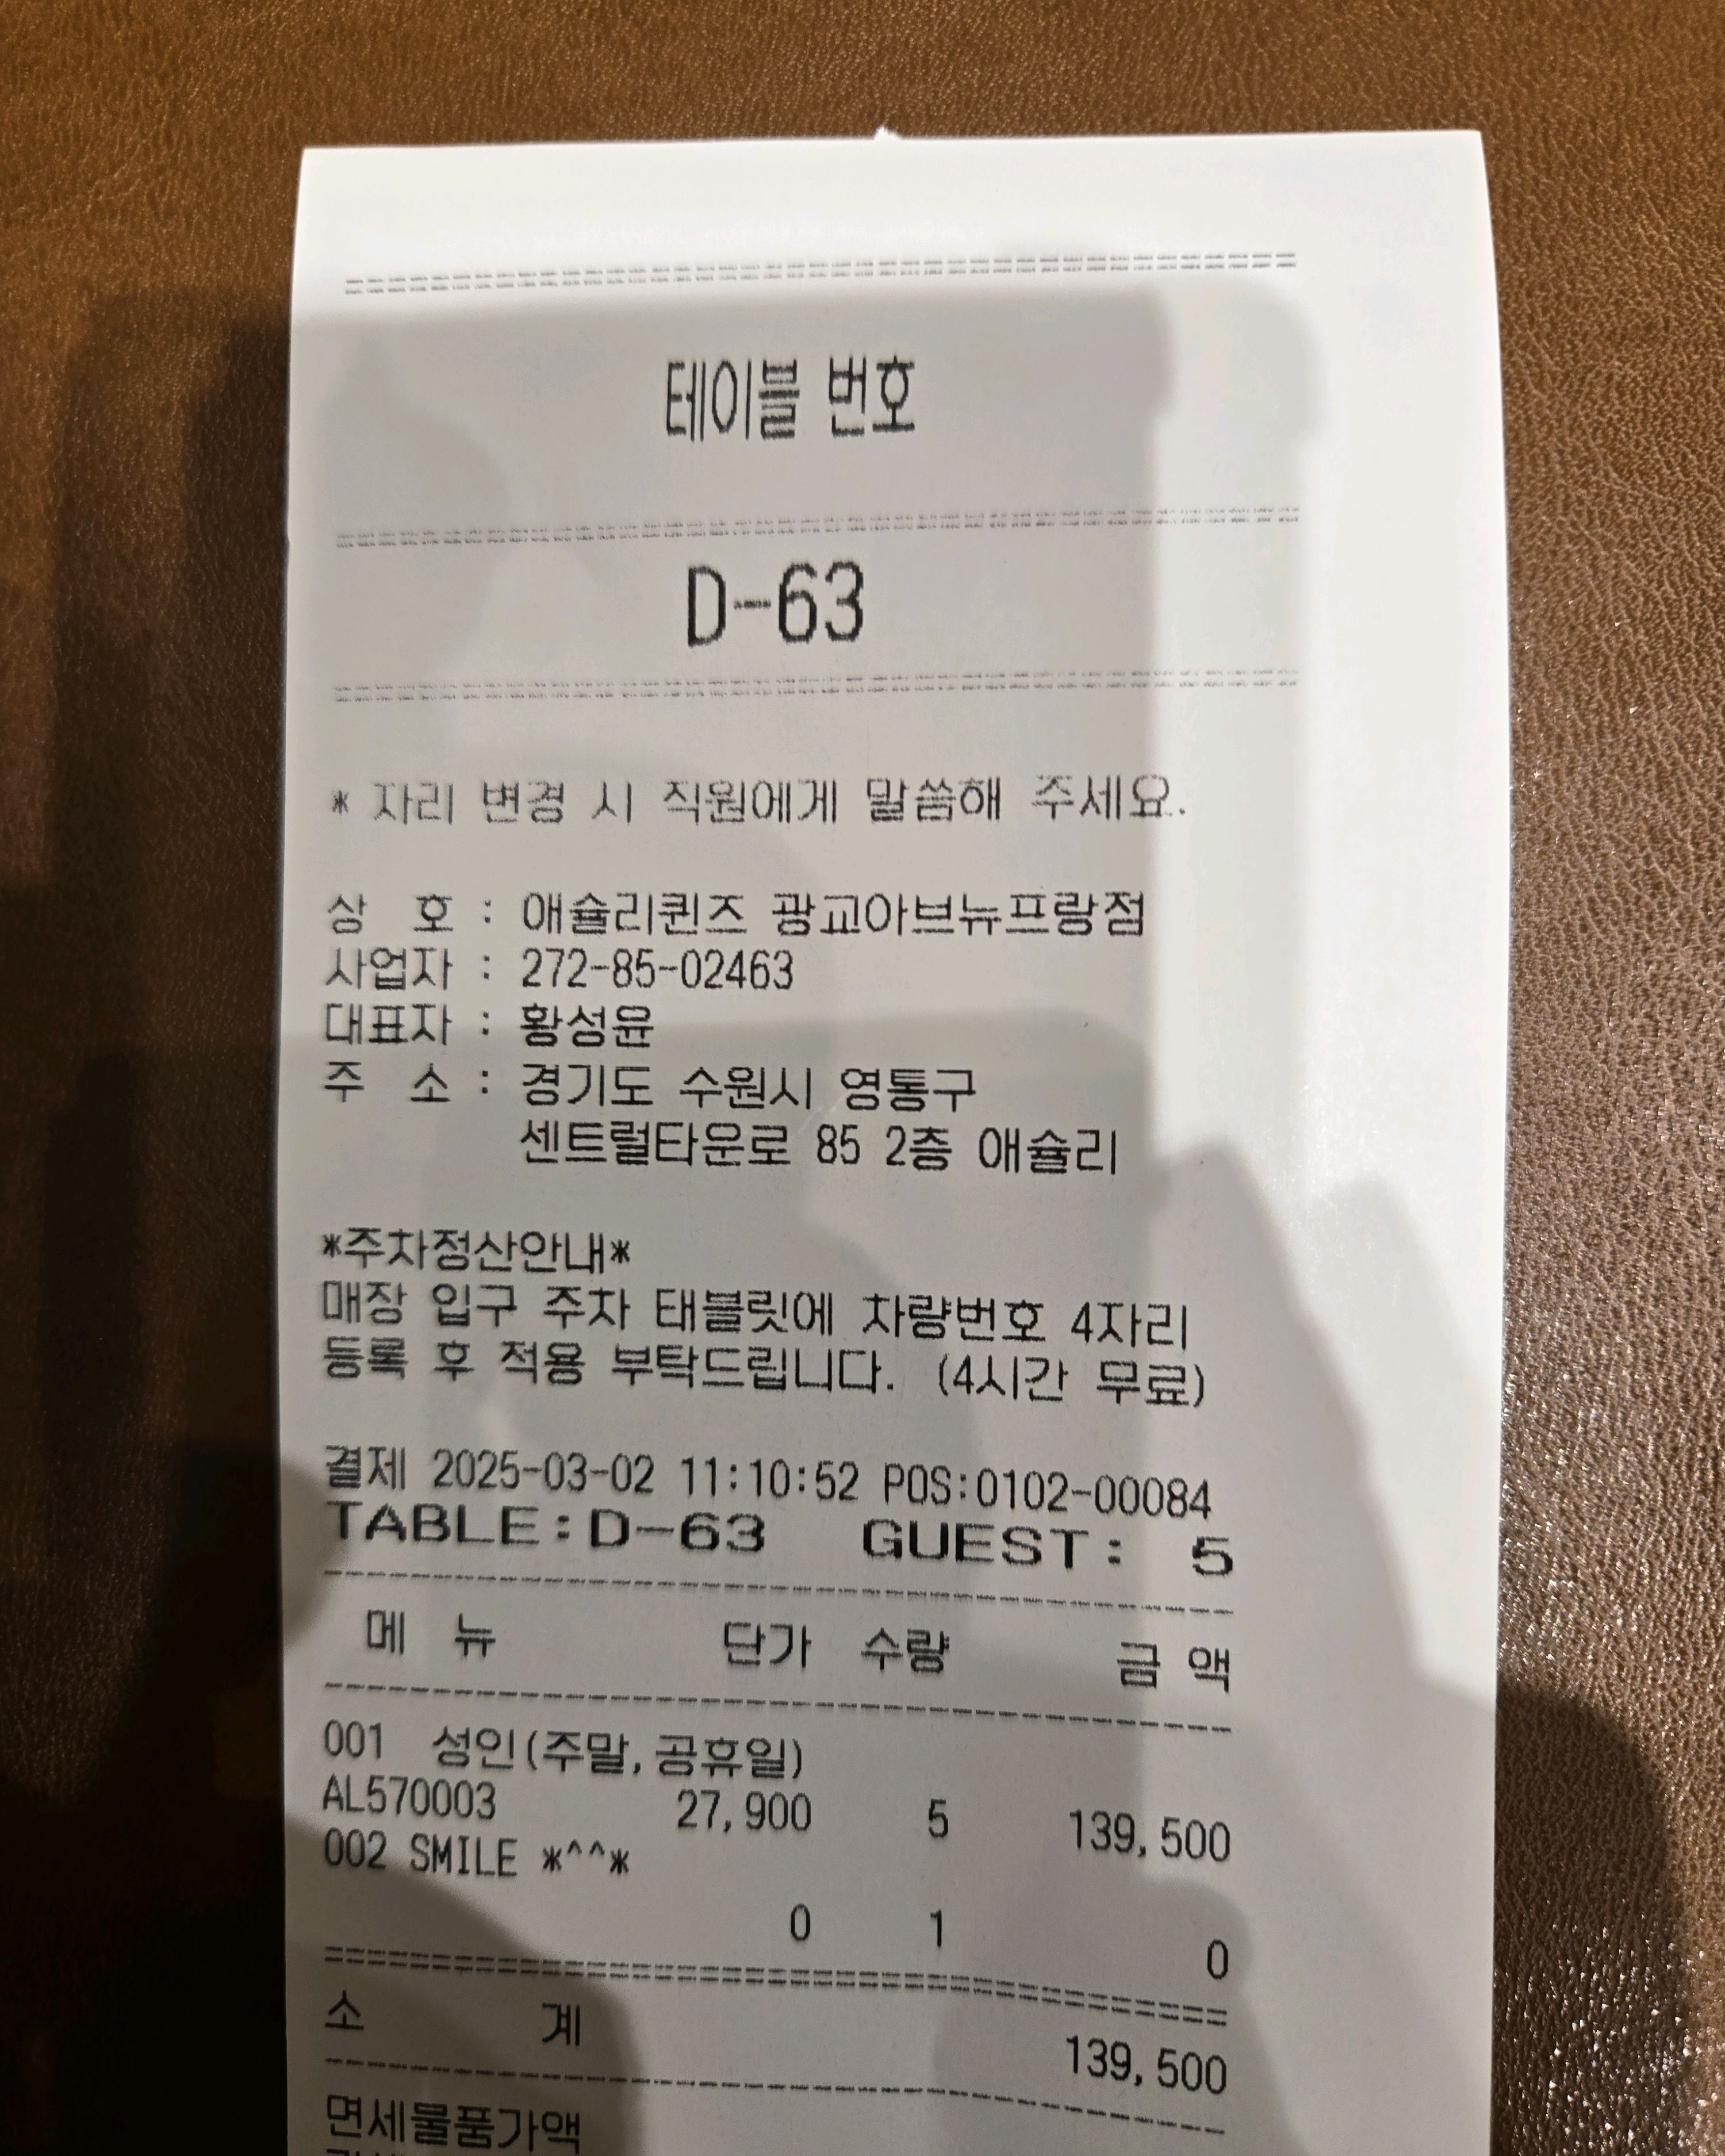 테이블 번호
D-63
* 자리 변경 시 직원에게 말씀해 주세요.
상 호 : 애슐리퀸즈 광교아브뉴프랑점
사업자 : 272-85-02463
대표자 : 황성윤
주 소 : 경기도 수원시 영통구
센트럴타운로 85 2층 애슐리
*주차정산안내*
매장 입구 주차 태블릿에 차량번호 4자리
등록 후 적용 부탁드립니다. (4시간 무료)
결제 2025-03-02 11:10:52 POS:0102-00084
TABLE:D-63 GUEST: 5
메 뉴 단가 수량 금 액
001 성인(주말,공휴일)
AL570003 27,900 5 139,500
002 SMILE *^^*
0 1 0
소 계 139,500
면세물품가액